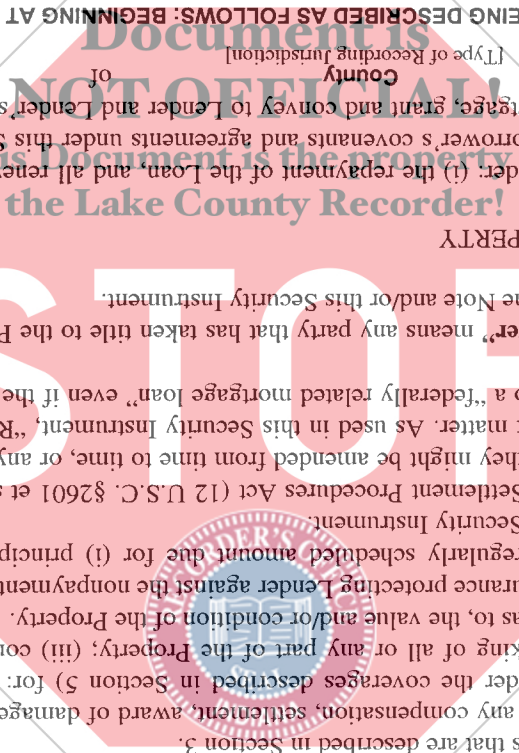 s that are described in Section 3.
any compensation, settlement, award of damages
der the coverages described in Section 5) for:
king of all or any part of the Property; (iii) con
as to, the value and/or condition of the Property.
urance protecting Lender against the nonpayment
regularly scheduled amount due for (i) princip
Security Instrument.
Settlement Procedures Act (12 U.S.C. §2601 et s
they might be amended from time to time, or any
t matter. As used in this Security Instrument, "R
o a "federally related mortgage loan" even if the
er" means any party that has taken title to the P
he Note and/or this Security Instrument.
PERTY
der: (i) the repayment of the Loan, and all renew
orrower's covenants and agreements under this S
tgage, grant and convey to Lender and Lender's
County of
[Type of Recording Jurisdiction]
BEING DESCRIBED AS FOLLOWS: BEGINNING AT
Document is
NOT OFFICIAL!
is Document is the property
the Lake County Recorder!
STOP